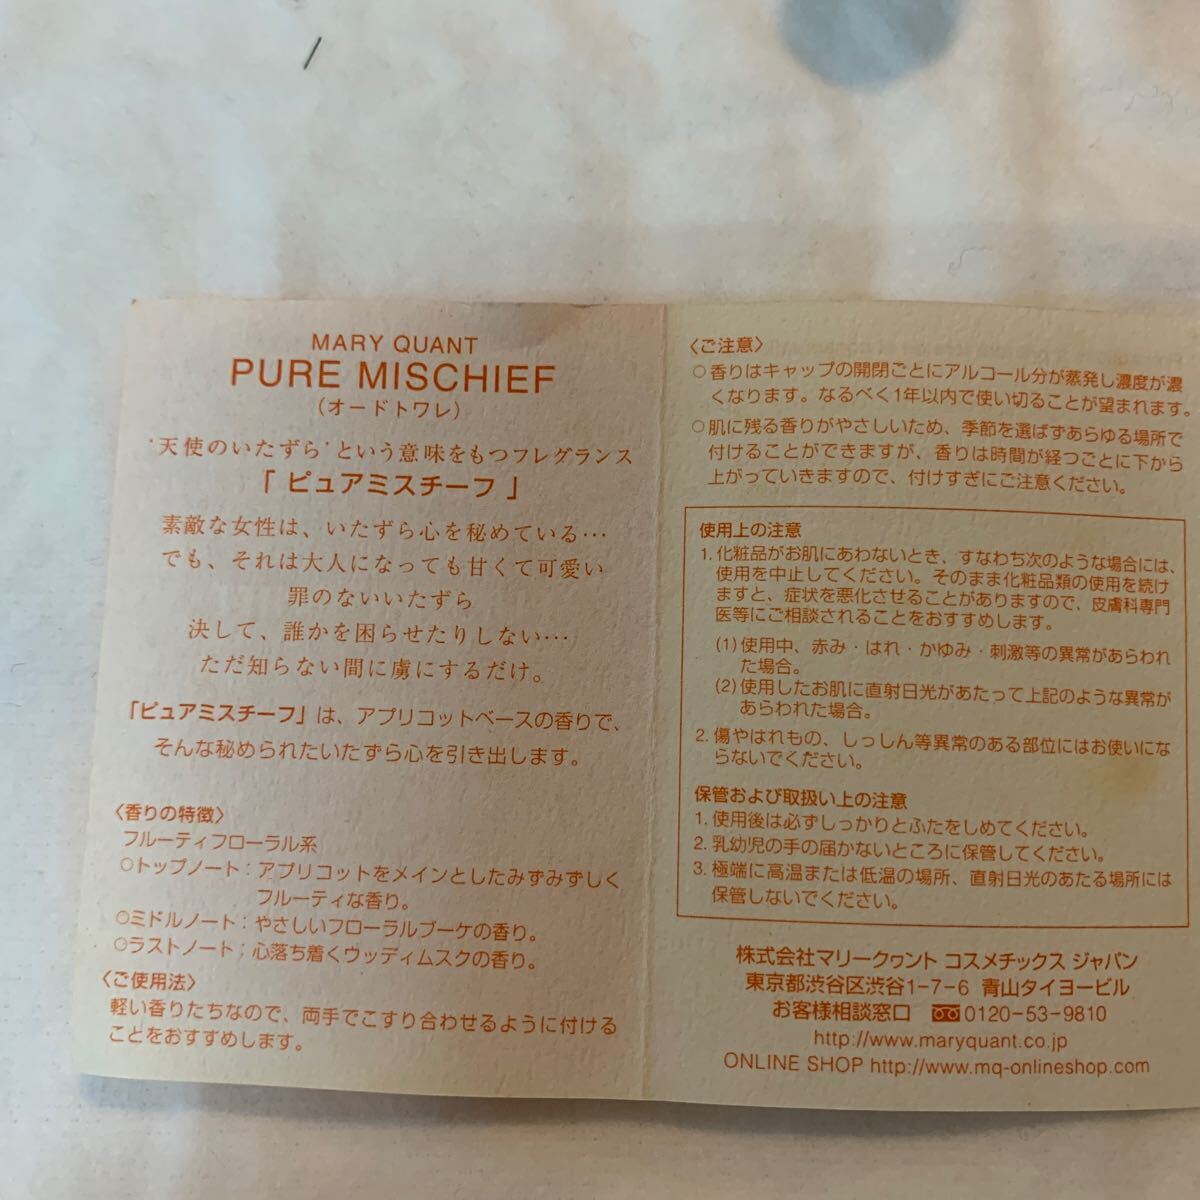 MARY QUANT
PURE MISCHIEF
(オードトワレ)
'天使のいたずら'という意味をもつフレグランス
「ピュアミスチーフ」
素敵な女性は、いたずら心を秘めている…
でも、それは大人になっても甘くて可愛い
罪のないいたずら
決して、誰かを困らせたりしない…
ただ知らない間に虜にするだけ。
「ピュアミスチーフ」は、アプリコットベースの香りで、
そんな秘められたいたずら心を引き出します。
〈香りの特徴〉
フルーティフローラル系
○トップノート：アプリコットをメインとしたみずみずしく
フルーティな香り。
○ミドルノート：やさしいフローラルブーケの香り。
○ラストノート：心落ち着くウッディムスクの香り。
〈ご使用法〉
軽い香りたちなので、両手でこすり合わせるように付ける
ことをおすすめします。
〈ご注意〉
○香りはキャップの開閉ごとにアルコール分が蒸発し濃度が濃
くなります。なるべく1年以内で使い切ることが望まれます。
○肌に残る香りがやさしいため、季節を選ばずあらゆる場所で
付けることができますが、香りは時間が経つごとに下から
上がっていきますので、付けすぎにご注意ください。
使用上の注意
1. 化粧品がお肌にあわないとき、すなわち次のような場合には、
使用を中止してください。そのまま化粧品類の使用を続け
ますと、症状を悪化させることがありますので、皮膚科専門
医等にご相談されることをおすすめします。
(1)使用中、赤み・はれ・かゆみ・刺激等の異常があらわれ
た場合。
(2)使用したお肌に直射日光があたって上記のような異常が
あらわれた場合。
2. 傷やはれもの、しっしん等異常のある部位にはお使いにな
らないでください。
保管および取扱い上の注意
1. 使用後は必ずしっかりとふたをしめてください。
2. 乳幼児の手の届かないところに保管してください。
3. 極端に高温または低温の場所、直射日光のあたる場所には
保管しないでください。
株式会社マリークヮント コスメチックス ジャパン
東京都渋谷区渋谷1-7-6 青山タイヨービル
お客様相談窓口 0120-53-9810
http://www.maryquant.co.jp
ONLINE SHOP http://www.mq-onlineshop.com